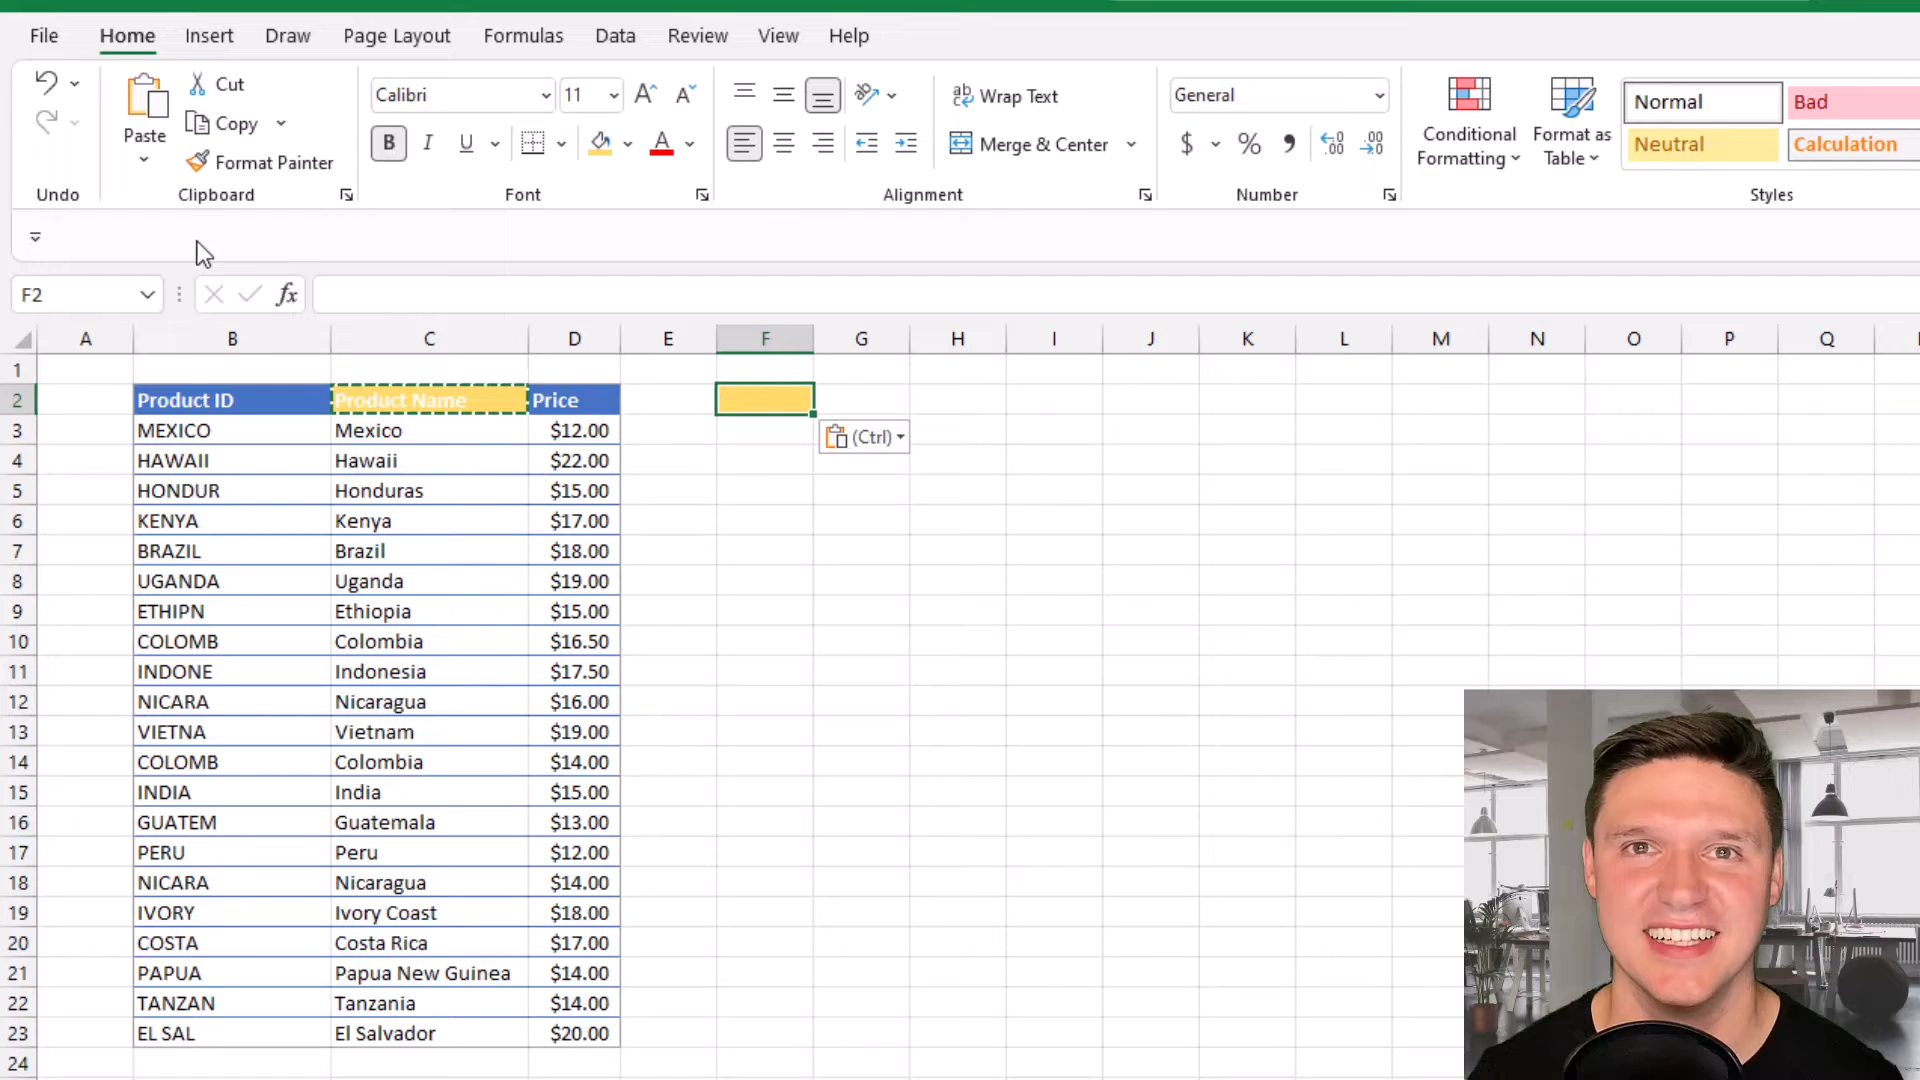 File Home Insert Draw Page Layout Formulas Data Review View Help
Cut
Copy
Format Painter
Paste
Undo Clipboard
Calibri 11 A A
B I U A
Font
ab Wrap Text
Merge & Center
Alignment
General
$ % 9 .00 .00
Number
Conditional Formatting
Format as Table
Normal Bad
Neutral Calculation
Styles
F2 fx
A B C D E F G H I J K L M N O P Q
1
2 Product ID Product Name Price
3 MEXICO Mexico $12.00 (Ctrl)
4 HAWAII Hawaii $22.00
5 HONDUR Honduras $15.00
6 KENYA Kenya $17.00
7 BRAZIL Brazil $18.00
8 UGANDA Uganda $19.00
9 ETHIPN Ethiopia $15.00
10 COLOMB Colombia $16.50
11 INDONE Indonesia $17.50
12 NICARA Nicaragua $16.00
13 VIETNA Vietnam $19.00
14 COLOMB Colombia $14.00
15 INDIA India $15.00
16 GUATEM Guatemala $13.00
17 PERU Peru $12.00
18 NICARA Nicaragua $14.00
19 IVORY Ivory Coast $18.00
20 COSTA Costa Rica $17.00
21 PAPUA Papua New Guinea $14.00
22 TANZAN Tanzania $14.00
23 EL SAL El Salvador $20.00
24